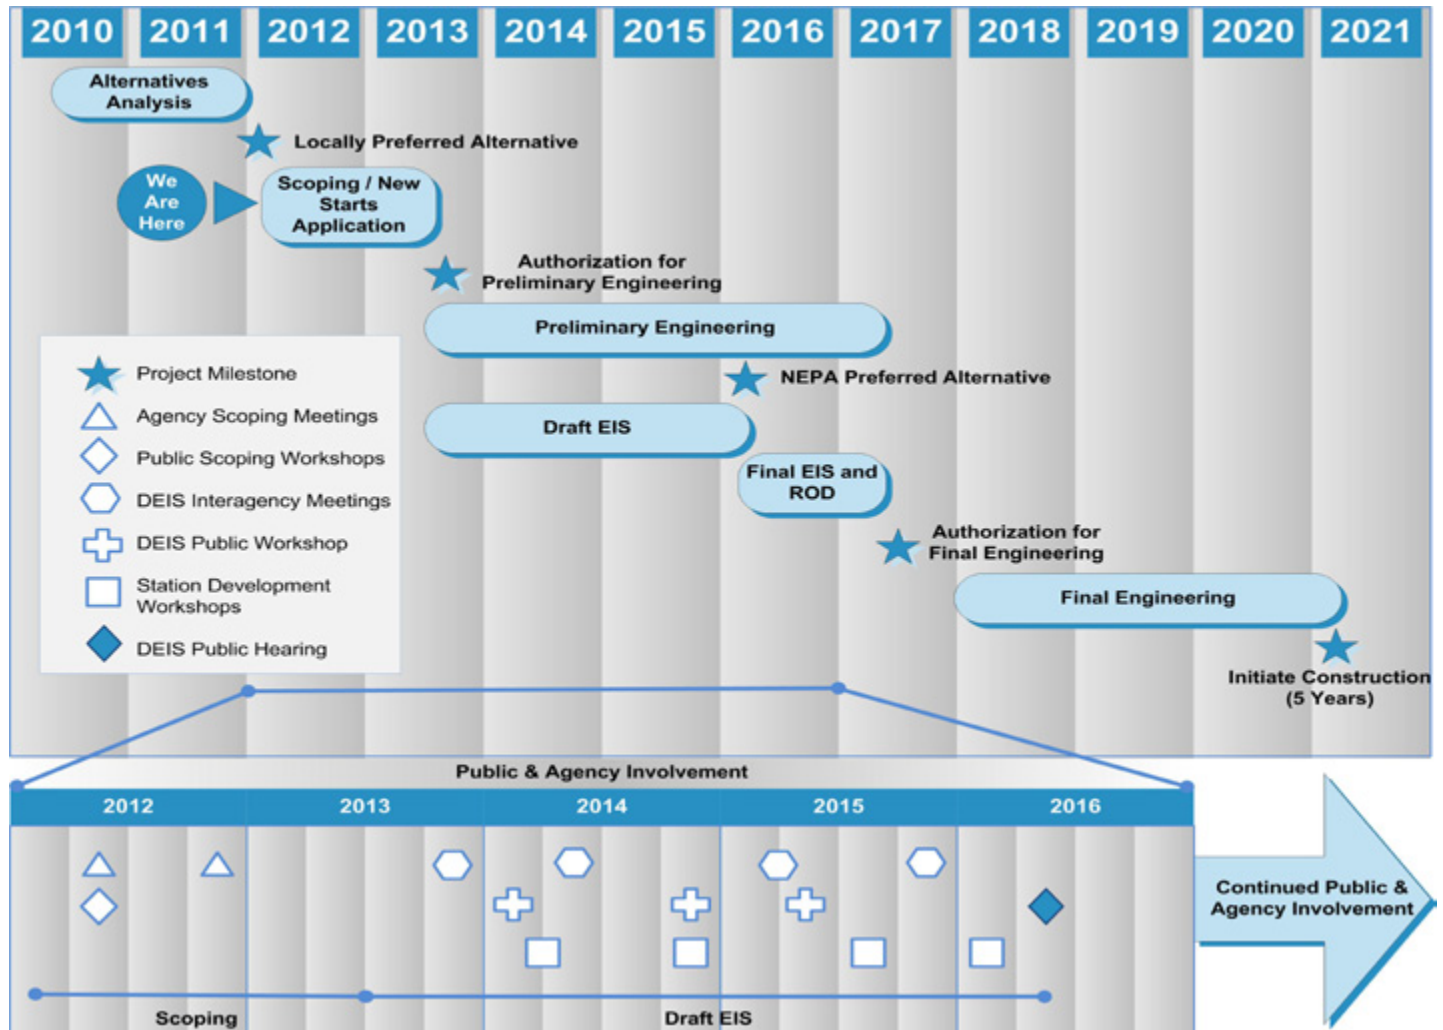 2010 2011 2012 2013 2014 2015 2016 2017 2018 2019 2020 2021
Alternatives
Analysis
Locally Preferred Alternative
We
Are
Here
Scoping / New
Starts
Application
Authorization for
Preliminary Engineering
Preliminary Engineering
NEPA Preferred Alternative
Draft EIS
Final EIS and
ROD
Authorization for
Final Engineering
Final Engineering
Initiate Construction
(5 Years)
Project Milestone
Agency Scoping Meetings
Public Scoping Workshops
DEIS Interagency Meetings
DEIS Public Workshop
Station Development
Workshops
DEIS Public Hearing
Public & Agency Involvement
2012 2013 2014 2015 2016
Continued Public &
Agency Involvement
Scoping Draft EIS